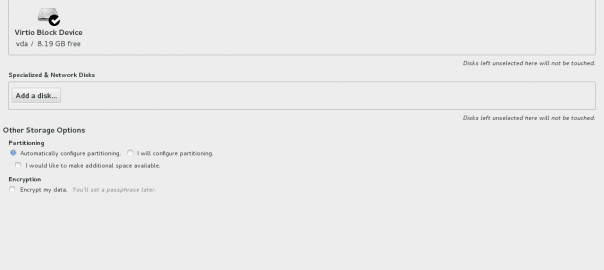 Virtio Block Device
vda / 8.19 GB free
Disks left unselected here will not be touched.
Specialized & Network Disks
Add a disk...
Disks left unselected here will not be touched.
Other Storage Options
Partitioning
Automatically configure partitioning. I will configure partitioning.
I would like to make additional space available.
Encryption
Encrypt my data. You'll set a passphrase later.